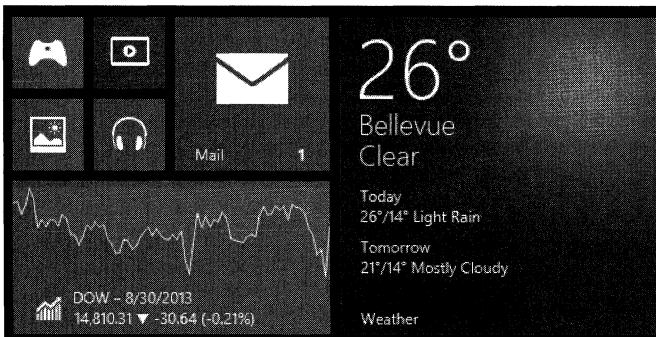 Mail 1
DOW – 8/30/2013
14,810.31 ▼ -30.64 (-0.21%)
26°
Bellevue
Clear
Today
26°/14° Light Rain
Tomorrow
21°/14° Mostly Cloudy
Weather